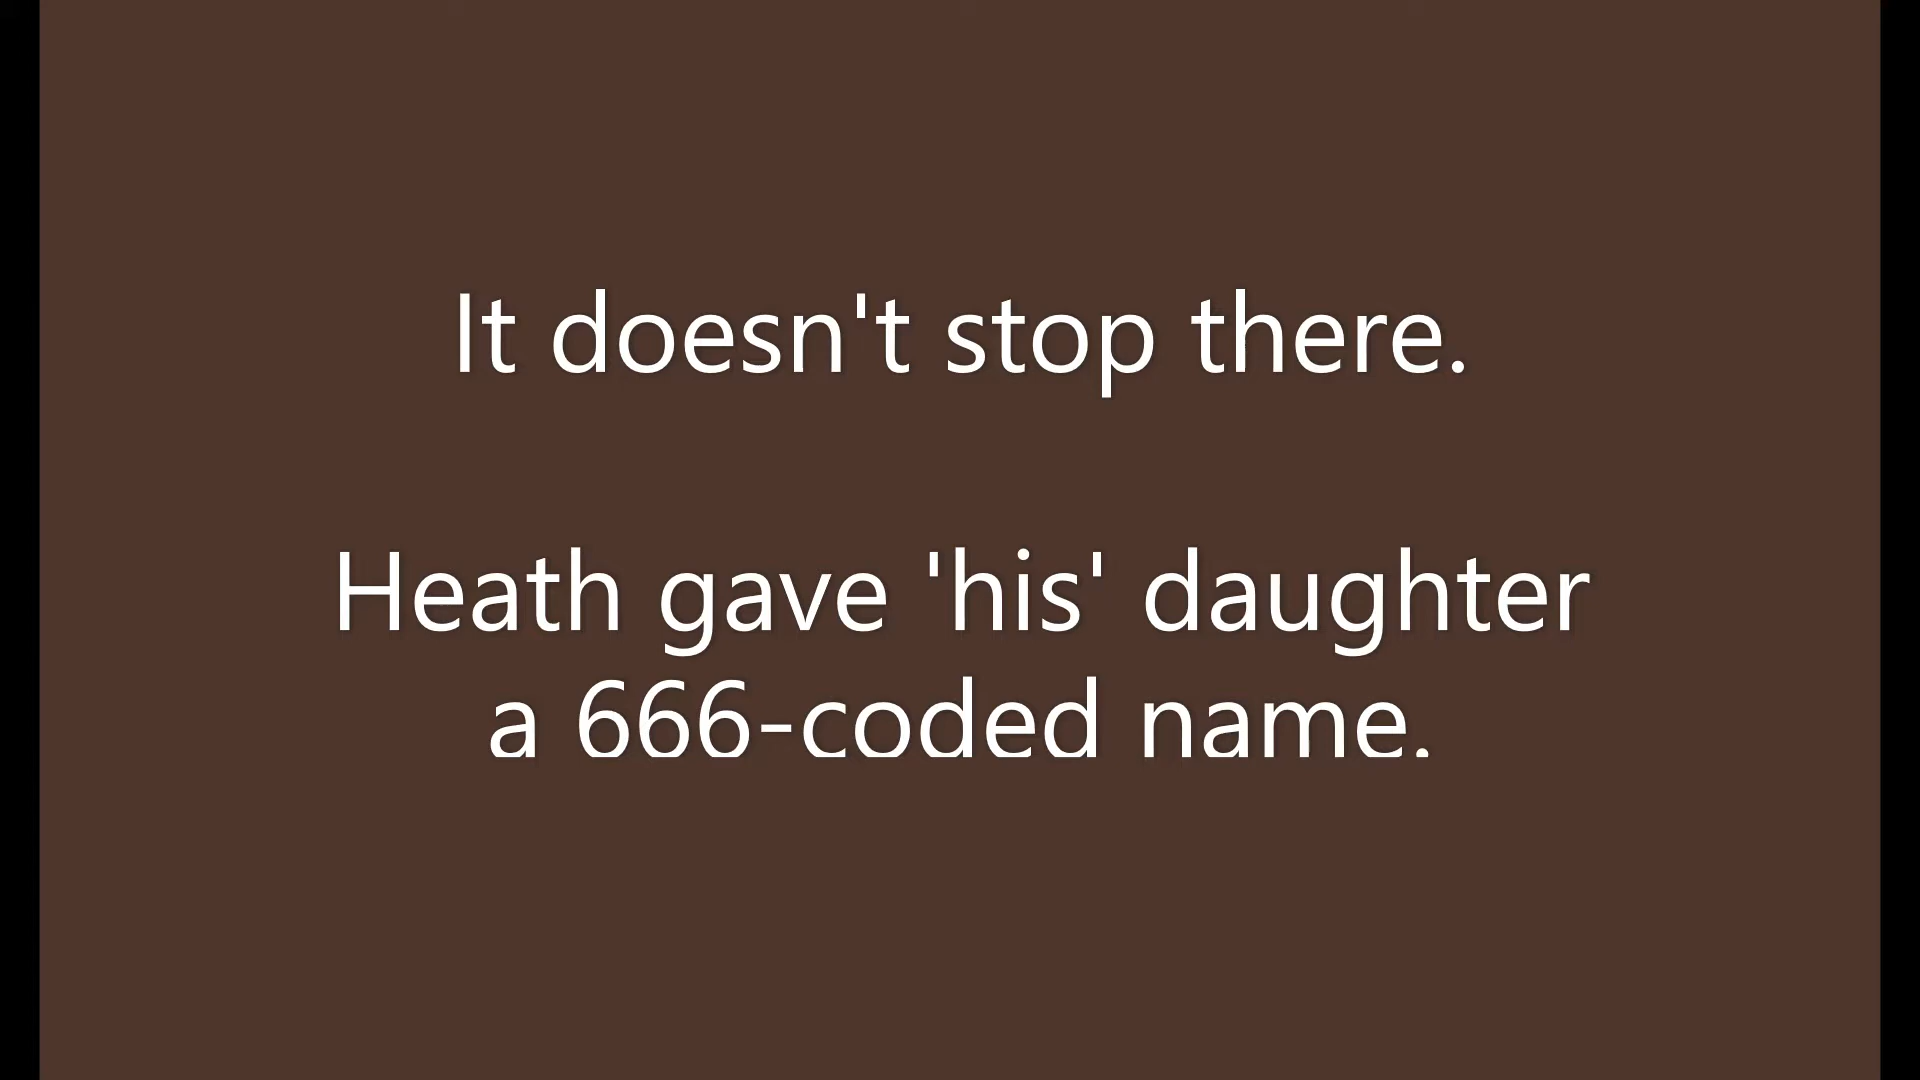 It doesn't stop there.
Heath gave 'his' daughter
a 666-coded name.